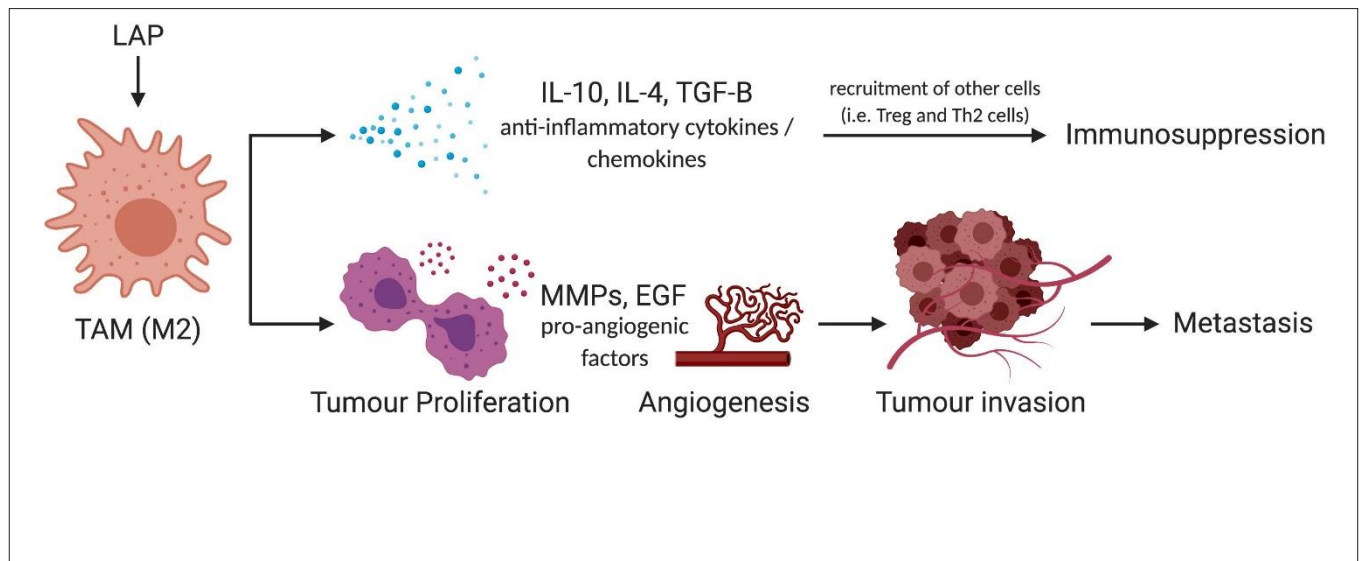 LAP
TAM (M2)
IL-10, IL-4, TGF-B
anti-inflammatory cytokines /
chemokines
recruitment of other cells
(i.e. Treg and Th2 cells)
Immunosuppression
MMPs, EGF
pro-angiogenic
factors
Tumour Proliferation
Angiogenesis
Tumour invasion
Metastasis